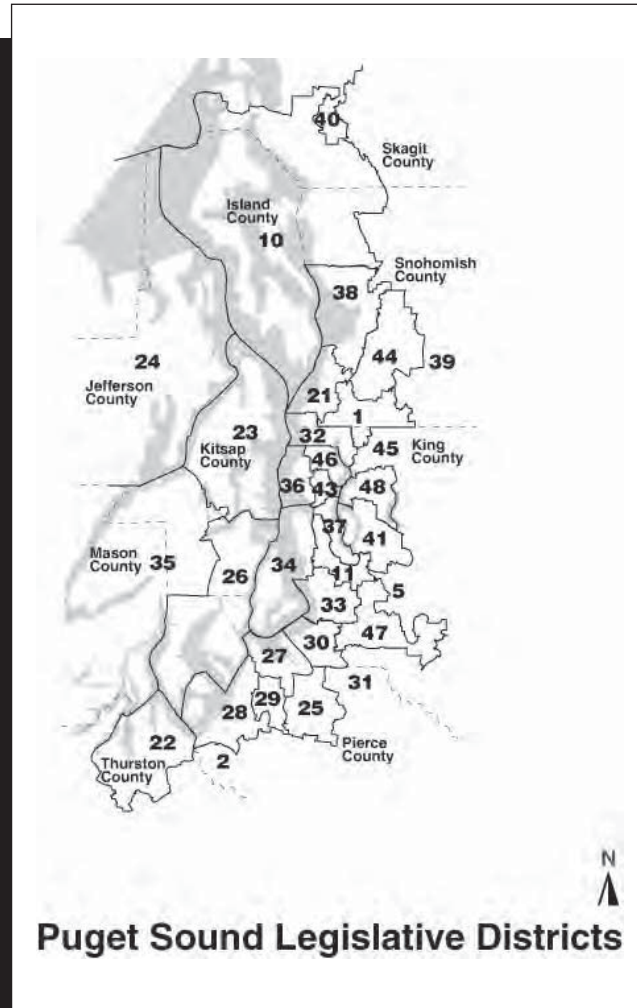 40
Skagit
County
Island
County
10
Snohomish
County
38
24
44
39
Jefferson
County
21
1
23
32
45
King
County
Kitsap
County
46
36
43
48
37
41
Mason
County
35
34
26
11
5
33
47
30
27
31
29
28
25
22
Pierce
County
2
Thurston
County
N
Puget Sound Legislative Districts